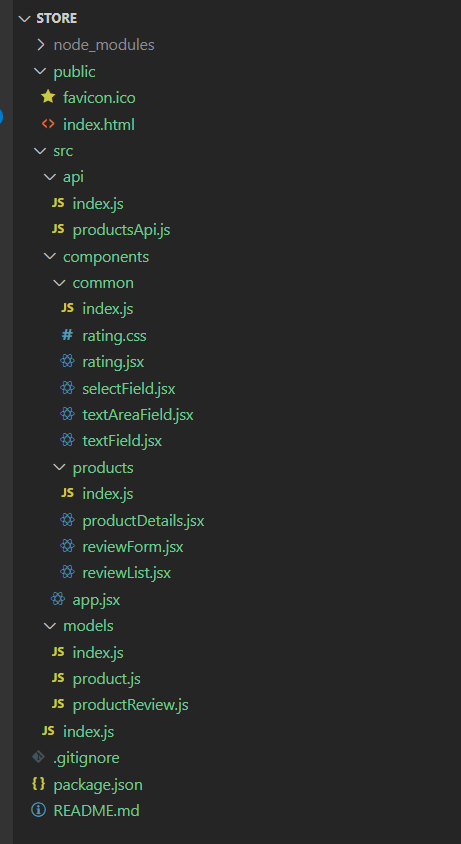 STORE
node_modules
public
favicon.ico
<> index.html
src
api
JS index.js
JS productsApi.js
components
common
JS index.js
# rating.css
rating.jsx
selectField.jsx
textAreaField.jsx
textField.jsx
products
JS index.js
productDetails.jsx
reviewForm.jsx
reviewList.jsx
app.jsx
models
JS index.js
JS product.js
JS productReview.js
JS index.js
.gitignore
{} package.json
README.md